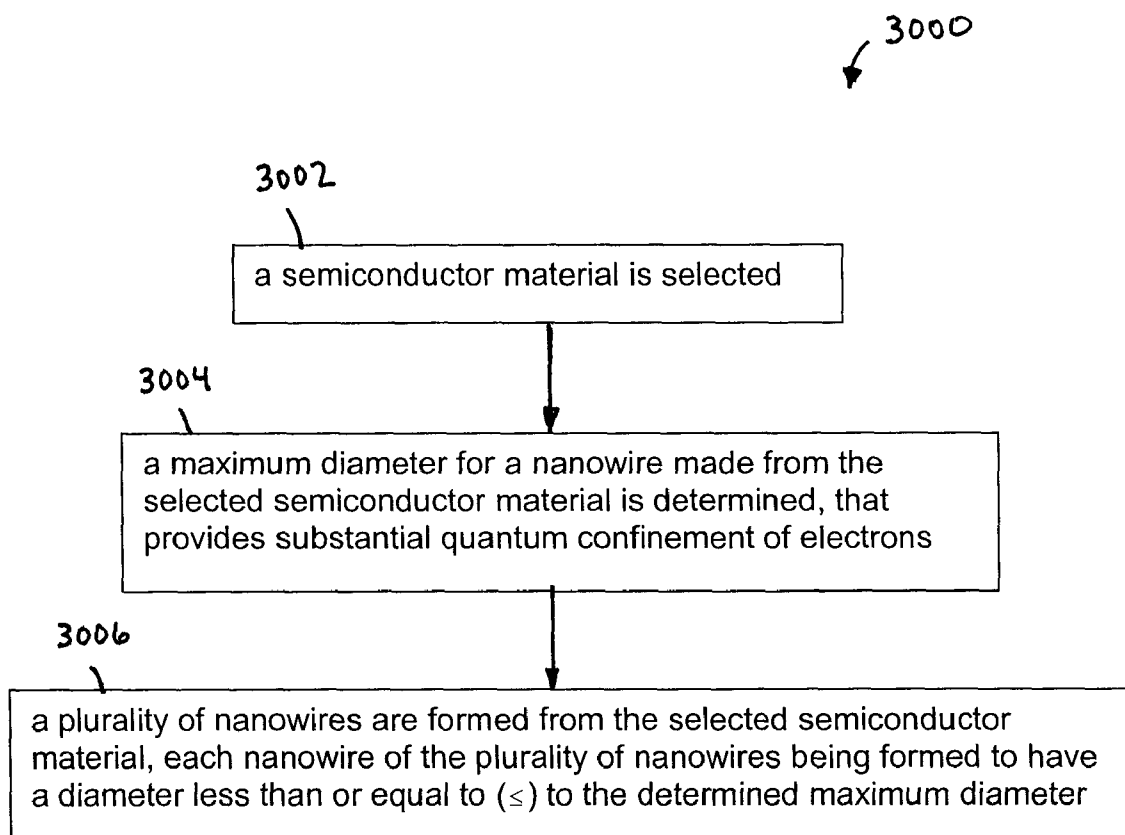 3000
3002
a semiconductor material is selected
3004
a maximum diameter for a nanowire made from the
selected semiconductor material is determined, that
provides substantial quantum confinement of electrons
3006
a plurality of nanowires are formed from the selected semiconductor
material, each nanowire of the plurality of nanowires being formed to have
a diameter less than or equal to (≤) to the determined maximum diameter